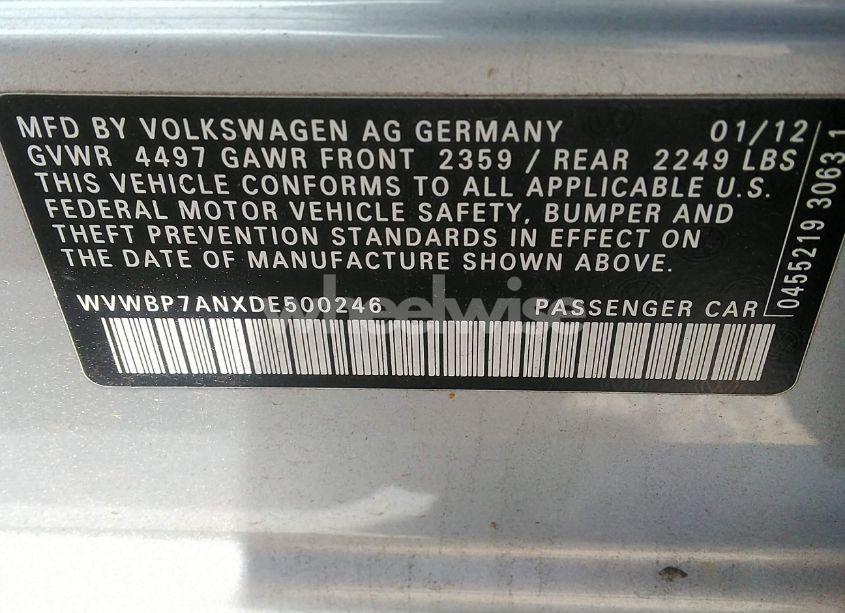 MFD BY VOLKSWAGEN AG GERMANY 01/12
GVWR 4497 GAWR FRONT 2359 / REAR 2249 LBS
THIS VEHICLE CONFORMS TO ALL APPLICABLE U.S.
FEDERAL MOTOR VEHICLE SAFETY, BUMPER AND
THEFT PREVENTION STANDARDS IN EFFECT ON
THE DATE OF MANUFACTURE SHOWN ABOVE.
WVWBP7ANXDE500246 PASSENGER CAR
0455219 3063 1
wheelwise